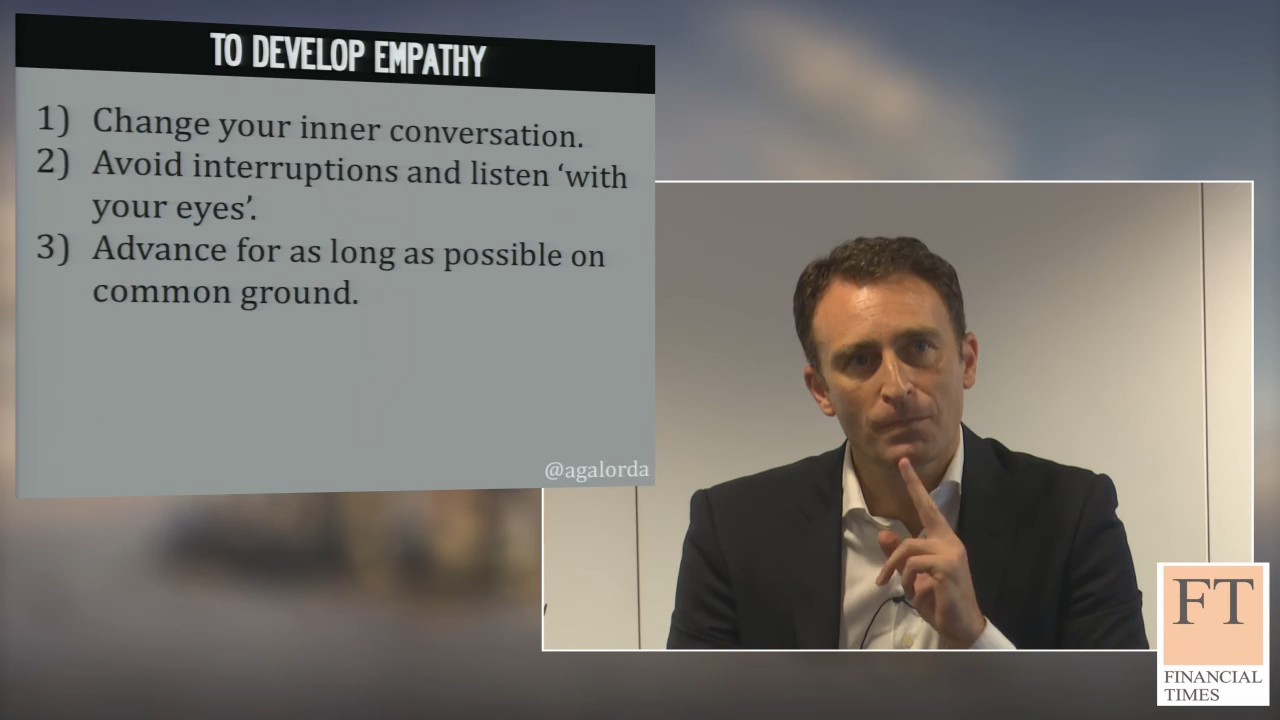 TO DEVELOP EMPATHY
1) Change your inner conversation.
2) Avoid interruptions and listen ‘with
your eyes’.
3) Advance for as long as possible on
common ground.
@agalorda
FT
FINANCIAL
TIMES